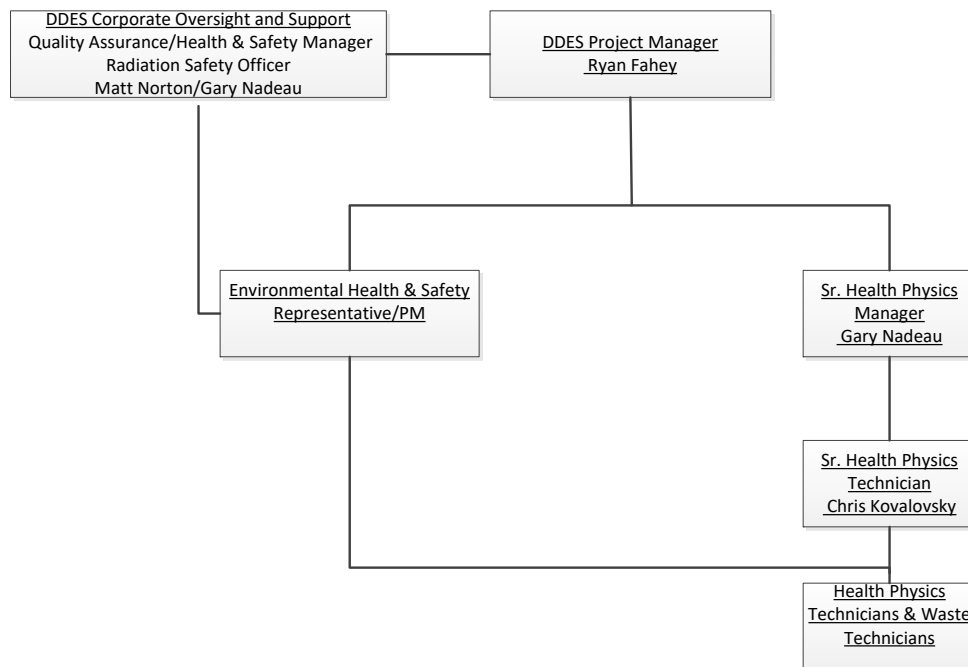 DDES Corporate Oversight and Support
Quality Assurance/Health & Safety Manager
Radiation Safety Officer
Matt Norton/Gary Nadeau
DDES Project Manager
Ryan Fahey
Environmental Health & Safety
Representative/PM
Sr. Health Physics
Manager
Gary Nadeau
Sr. Health Physics
Technician
Chris Kovalovsky
Health Physics
Technicians & Waste
Technicians